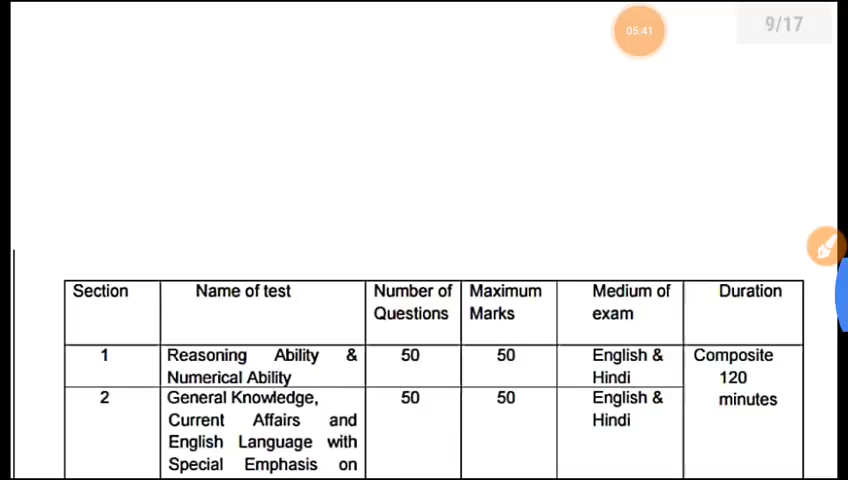 05:41
9/17
Section Name of test Number of Questions Maximum Marks Medium of exam Duration
1 Reasoning Ability & Numerical Ability 50 50 English & Hindi Composite 120 minutes
2 General Knowledge, Current Affairs and English Language with Special Emphasis on 50 50 English & Hindi